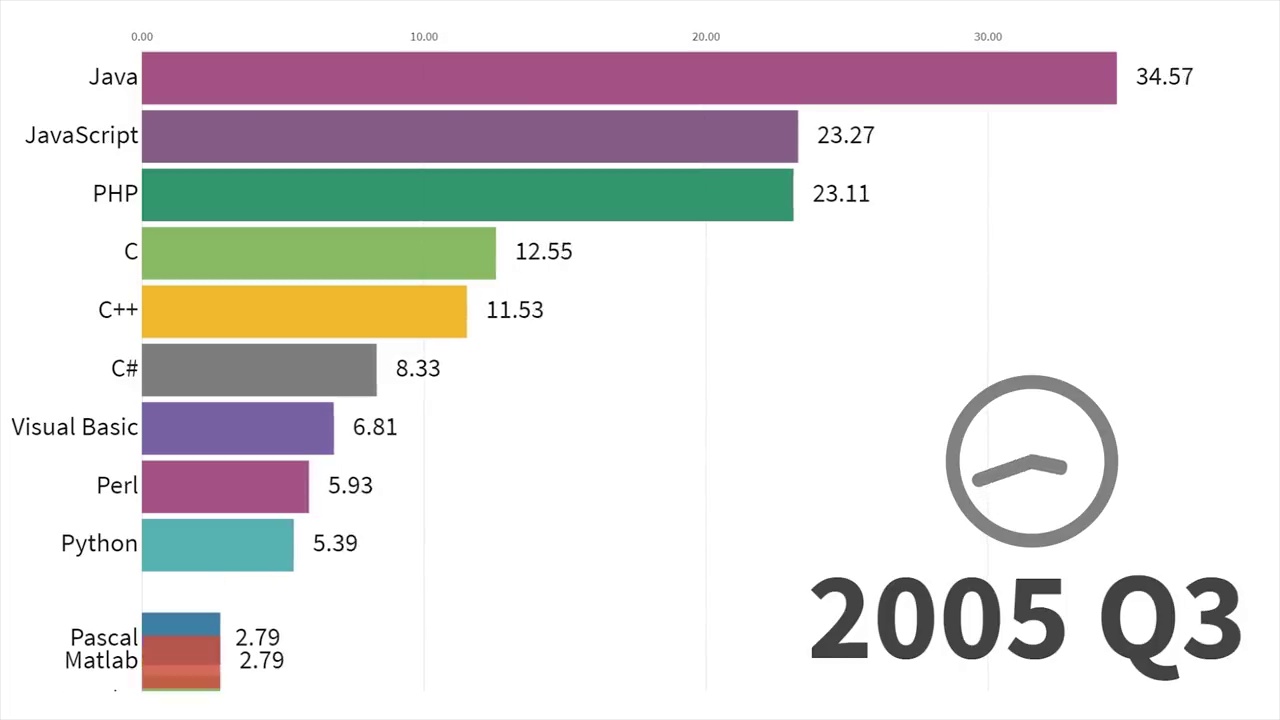 0.00 10.00 20.00 30.00
Java 34.57
JavaScript 23.27
PHP 23.11
C 12.55
C++ 11.53
C# 8.33
Visual Basic 6.81
Perl 5.93
Python 5.39
Pascal 2.79
Matlab 2.79
2005 Q3